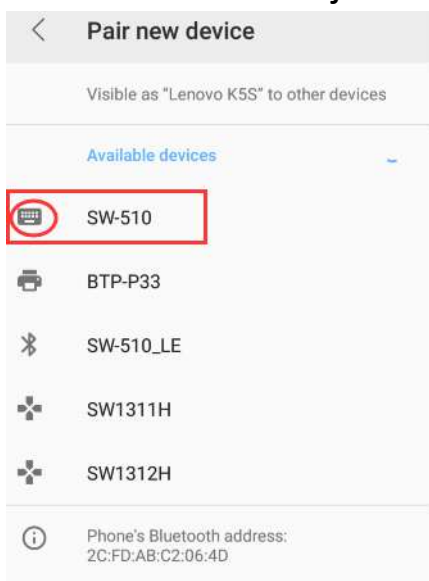 Pair new device
Visible as "Lenovo K5S" to other devices
Available devices
SW-510
BTP-P33
SW-510_LE
SW1311H
SW1312H
Phone's Bluetooth address:
2C:FD:AB:C2:06:4D